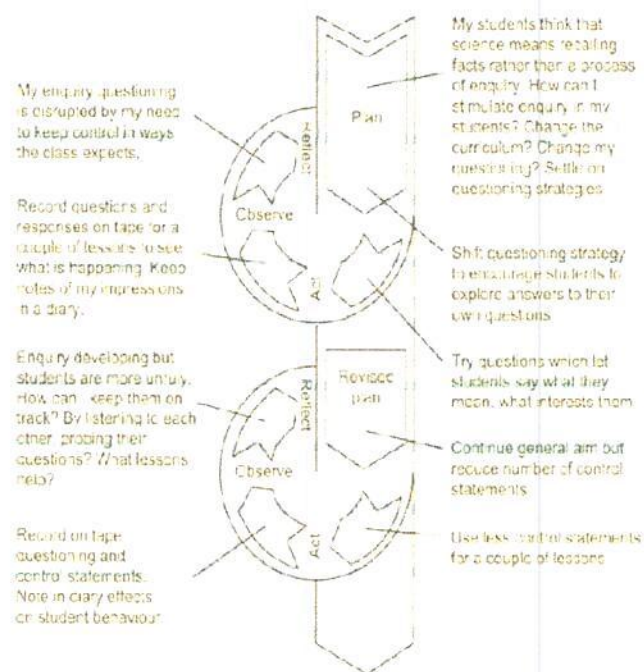 My students think that
science means recalling
facts rather than a process
of enquiry. How can I
stimulate enquiry in my
students? Change the
curriculum? Change my
questioning? Settle on
questioning strategies
Plan
Reflect
My enquiry questioning
is disrupted by my need
to keep control in ways
the class expects.
Observe
Record questions and
responses on tape for a
couple of lessons to see
what is happening. Keep
notes of my impressions
in a diary.
Act
Shift questioning strategy
to encourage students to
explore answers to their
own questions
Try questions which let
students say what they
mean, what interests them
Enquiry developing but
students are more unruly.
How can I keep them on
track? By listening to each
other, probing their
questions? What lessons
help?
Reflect
Revised
plan
Observe
Continue general aim but
reduce number of control
statements
Record on tape
questioning and
control statements.
Note in diary effects
on student behaviour.
Act
Use less control statements
for a couple of lessons